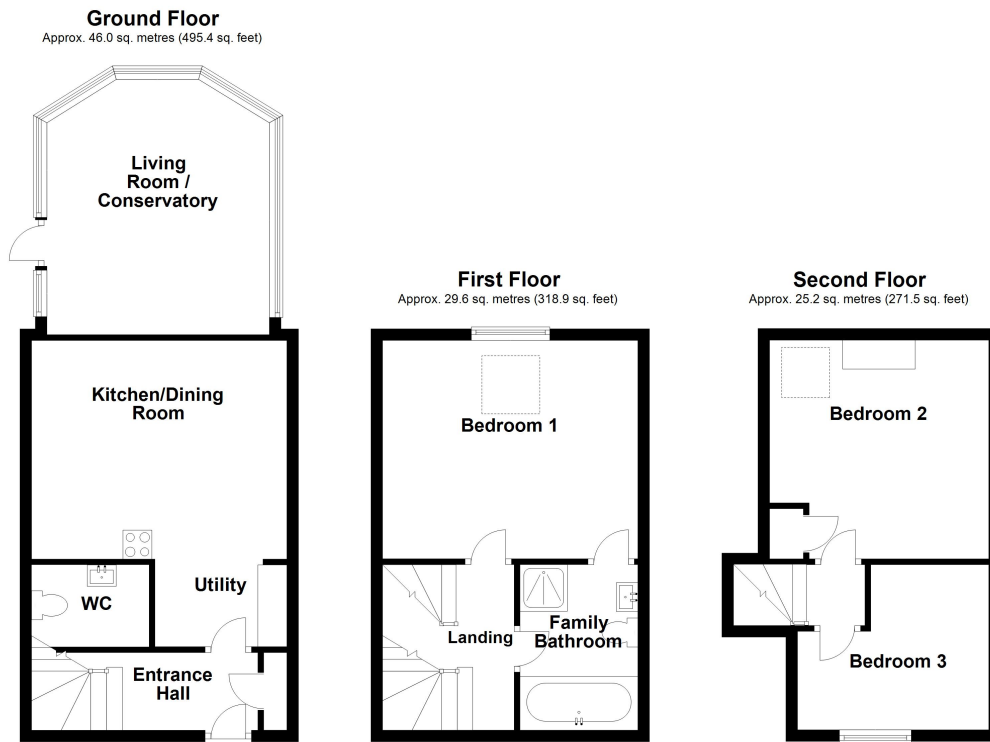 Ground Floor
Approx. 46.0 sq. metres (495.4 sq. feet)
Living
Room /
Conservatory
Kitchen/Dining
Room
Utility
WC
Entrance
Hall
First Floor
Approx. 29.6 sq. metres (318.9 sq. feet)
Bedroom 1
Landing
Family
Bathroom
Second Floor
Approx. 25.2 sq. metres (271.5 sq. feet)
Bedroom 2
Bedroom 3